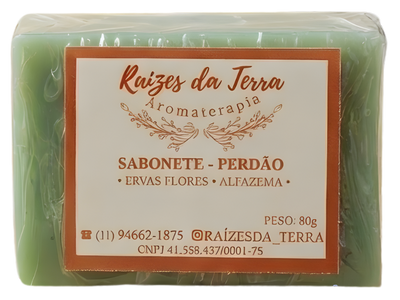 Raízes da Terra
Aromaterapia
SABONETE - PERDÃO
• ERVAS FLORES • ALFAZEMA •
PESO: 80g
☎ (11) 94662-1875 @RAÍZESDA_TERRA
CNPJ 41.558.437/0001-75